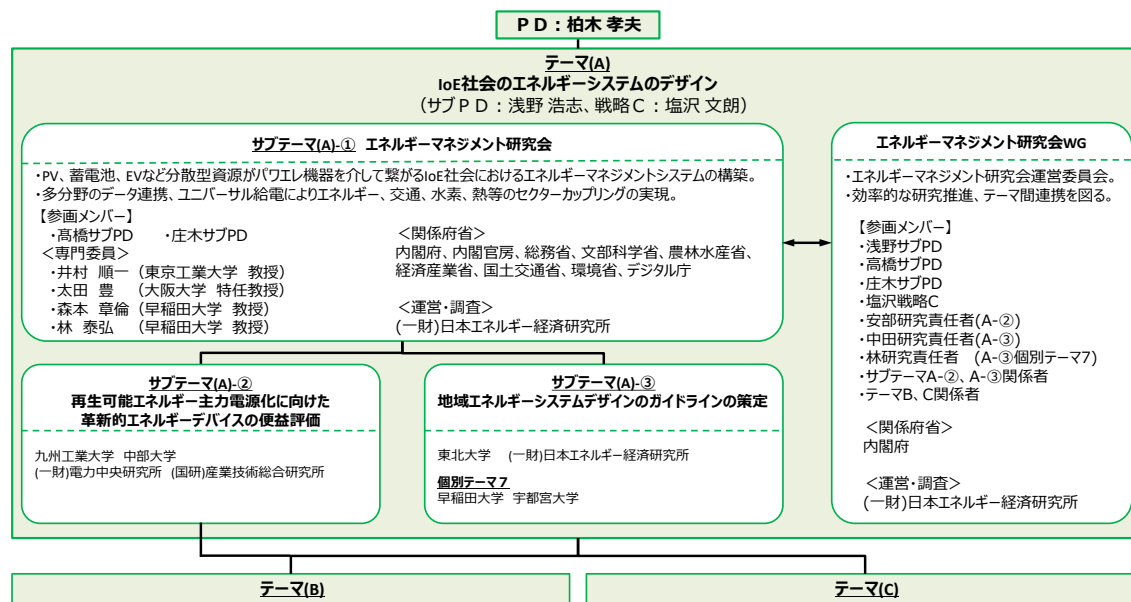 ＰＤ：柏木 孝夫
テーマ(A)
IoE社会のエネルギーシステムのデザイン
（サブＰＤ：浅野 浩志、戦略Ｃ：塩沢 文朗）
サブテーマ(A)-① エネルギーマネジメント研究会
・PV、蓄電池、EVなど分散型資源がパワエレ機器を介して繋がるIoE社会におけるエネルギーマネジメントシステムの構築。
・多分野のデータ連携、ユニバーサル給電によりエネルギー、交通、水素、熱等のセクターカップリングの実現。
【参画メンバー】
・髙橋サブPD ・庄木サブPD
＜専門委員＞
・井村 順一（東京工業大学 教授）
・太田 豊 （大阪大学 特任教授）
・森本 章倫（早稲田大学 教授）
・林 泰弘 （早稲田大学 教授）
＜関係府省＞
内閣府、内閣官房、総務省、文部科学省、農林水産省、
経済産業省、国土交通省、環境省、デジタル庁
＜運営・調査＞
(一財)日本エネルギー経済研究所
エネルギーマネジメント研究会WG
・エネルギーマネジメント研究会運営委員会。
・効率的な研究推進、テーマ間連携を図る。
【参画メンバー】
・浅野サブPD
・高橋サブPD
・庄木サブPD
・塩沢戦略C
・安部研究責任者(A-②)
・中田研究責任者(A-③)
・林研究責任者 (A-③個別テーマ7)
・サブテーマA-②、A-③関係者
・テーマB、C関係者
＜関係府省＞
内閣府
＜運営・調査＞
(一財)日本エネルギー経済研究所
サブテーマ(A)-②
再生可能エネルギー主力電源化に向けた
革新的エネルギーデバイスの便益評価
九州工業大学 中部大学
(一財)電力中央研究所 (国研)産業技術総合研究所
サブテーマ(A)-③
地域エネルギーシステムデザインのガイドラインの策定
東北大学 (一財)日本エネルギー経済研究所
個別テーマ７
早稲田大学 宇都宮大学
テーマ(B)
テーマ(C)